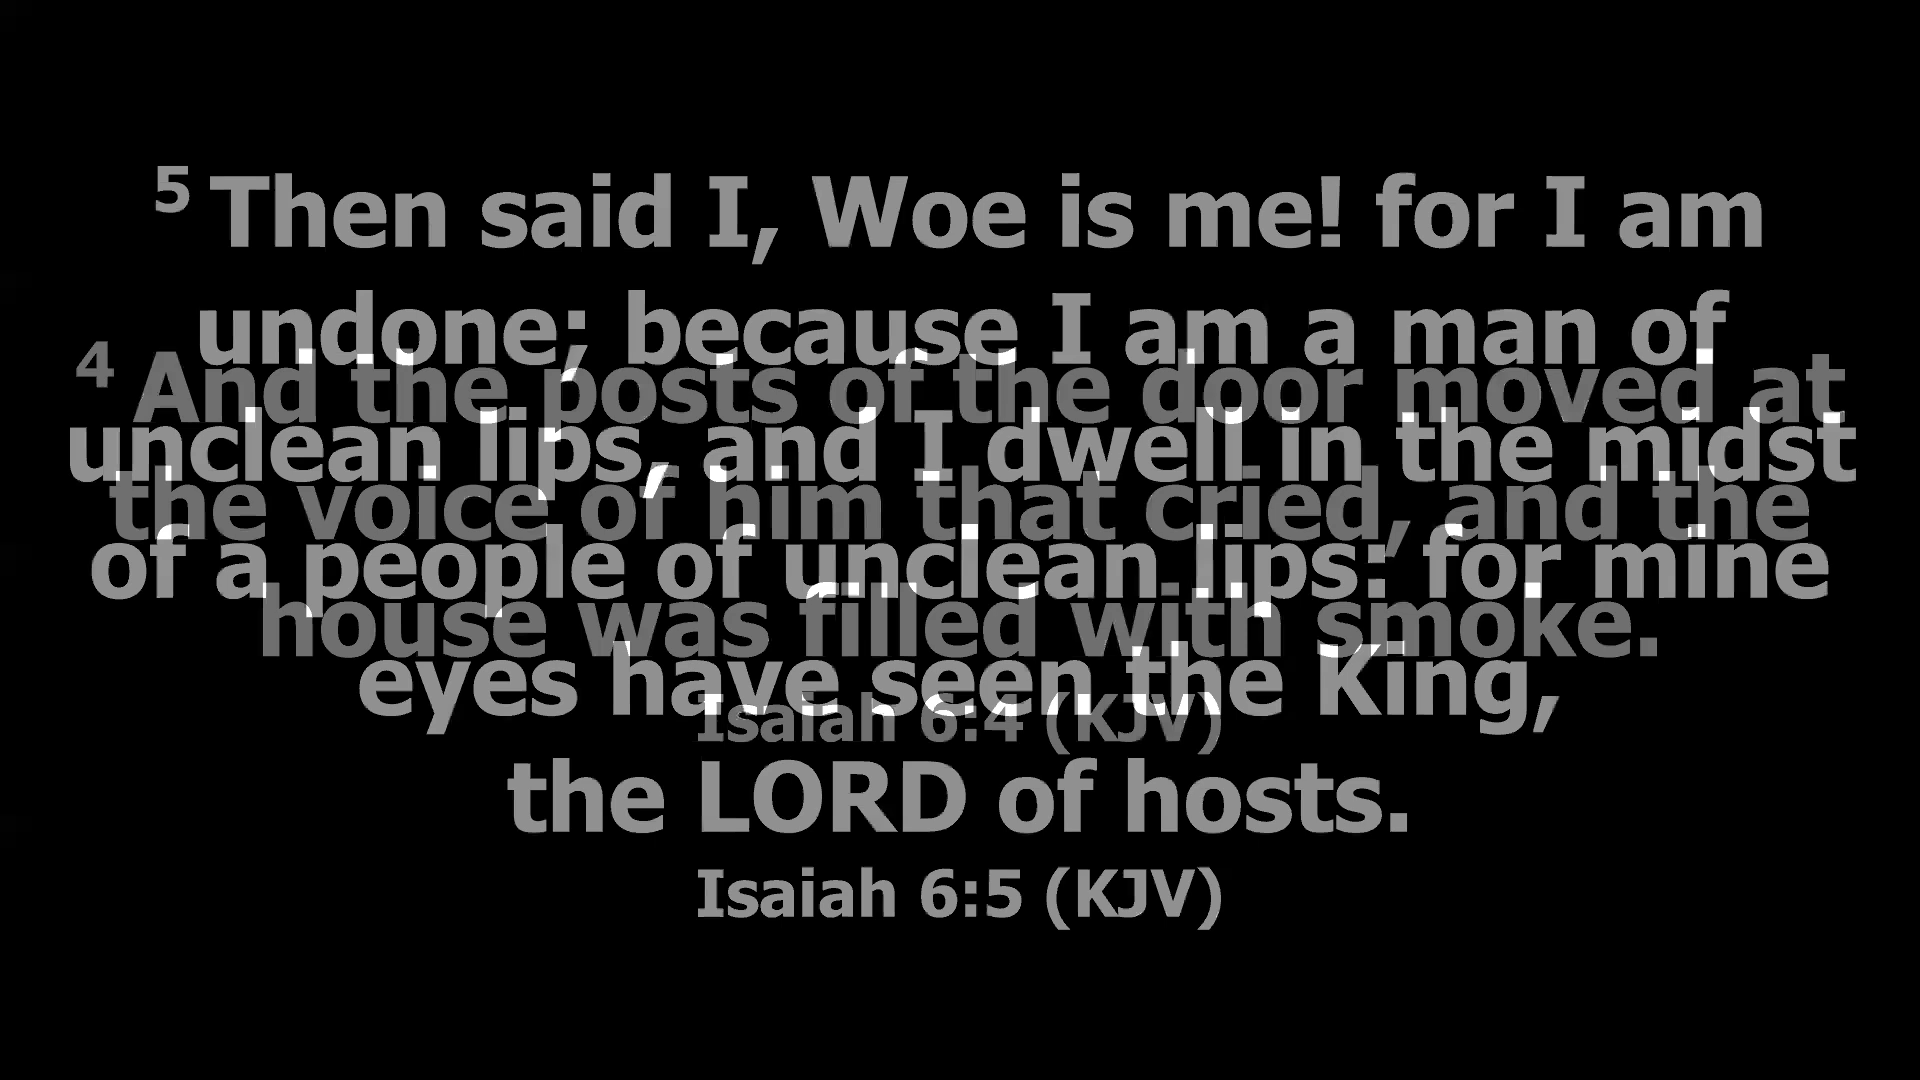 5 Then said I, Woe is me! for I am
undone; because I am a man of
unclean lips, and I dwell in the midst
of a people of unclean lips: for mine
eyes have seen the King,
the LORD of hosts.
Isaiah 6:5 (KJV)
4 And the posts of the door moved at
the voice of him that cried, and the
house was filled with smoke.
Isaiah 6:4 (KJV)